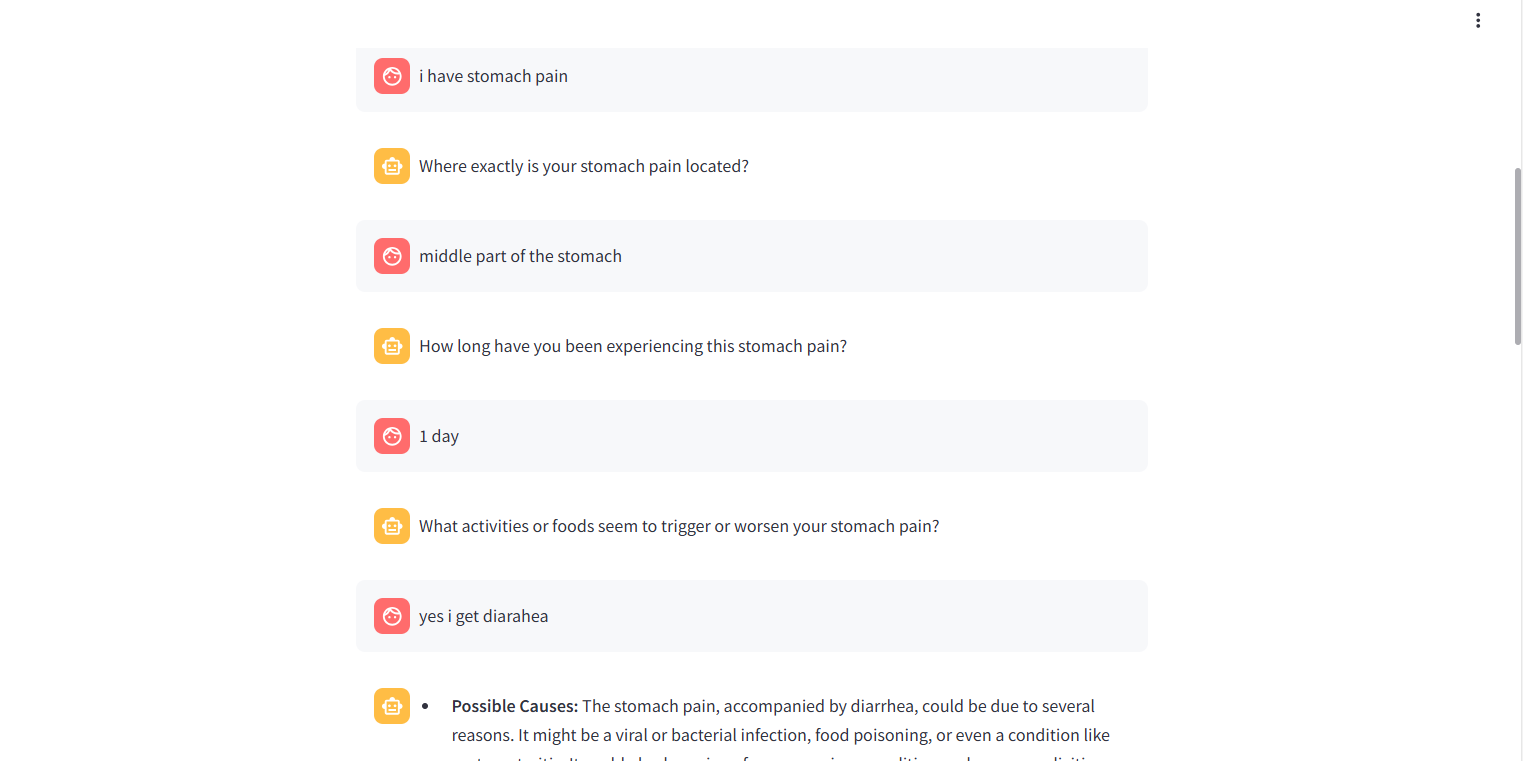 i have stomach pain
Where exactly is your stomach pain located?
middle part of the stomach
How long have you been experiencing this stomach pain?
1 day
What activities or foods seem to trigger or worsen your stomach pain?
yes i get diarahea
• Possible Causes: The stomach pain, accompanied by diarrhea, could be due to several
reasons. It might be a viral or bacterial infection, food poisoning, or even a condition like